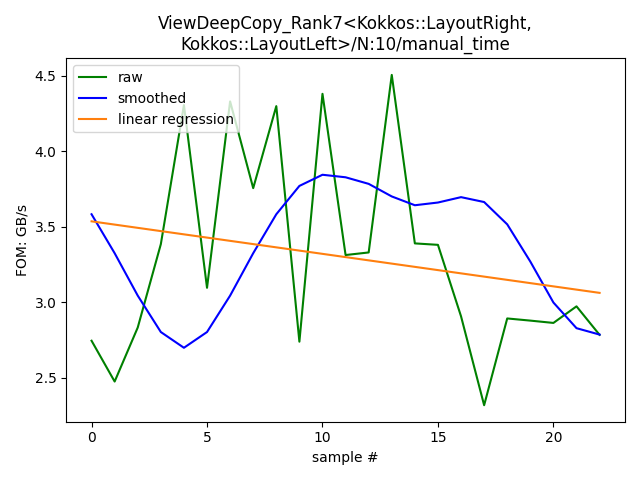 ViewDeepCopy_Rank7<Kokkos::LayoutRight,
Kokkos::LayoutLeft>/N:10/manual_time
raw
smoothed
linear regression
4.5
4.0
3.5
3.0
2.5
FOM: GB/s
0 5 10 15 20
sample #